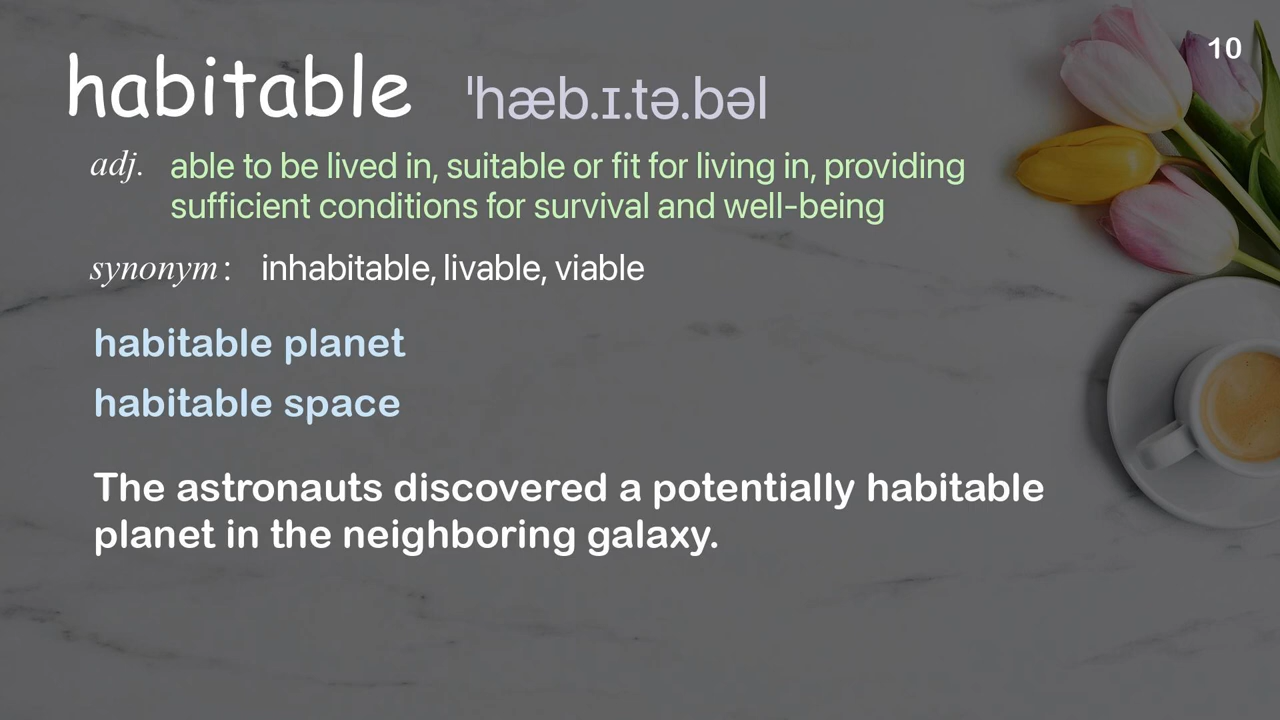 10
habitable ˈhæb.ɪ.tə.bəl
adj. able to be lived in, suitable or fit for living in, providing
sufficient conditions for survival and well-being
synonym : inhabitable, livable, viable
habitable planet
habitable space
The astronauts discovered a potentially habitable
planet in the neighboring galaxy.